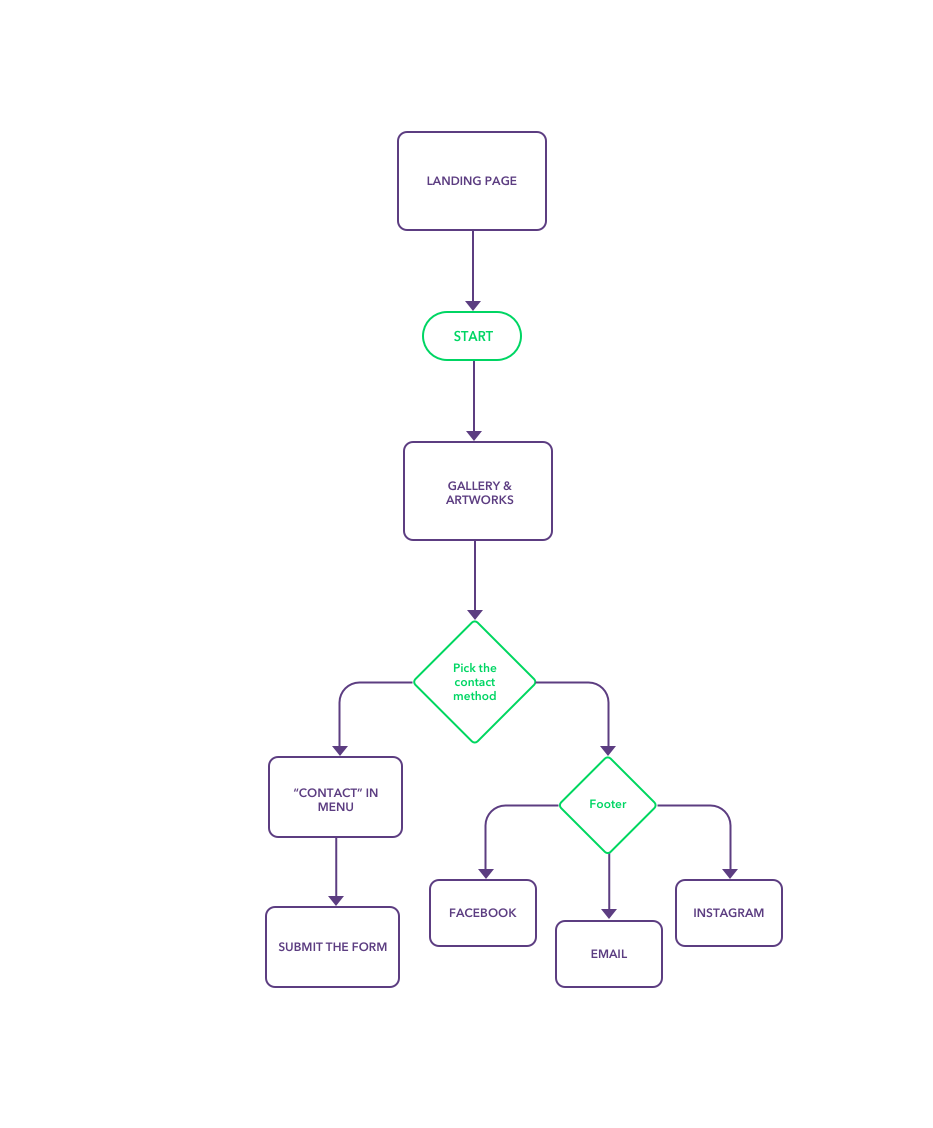 LANDING PAGE
START
GALLERY &
ARTWORKS
Pick the
contact
method
“CONTACT” IN
MENU
Footer
SUBMIT THE FORM
FACEBOOK
EMAIL
INSTAGRAM